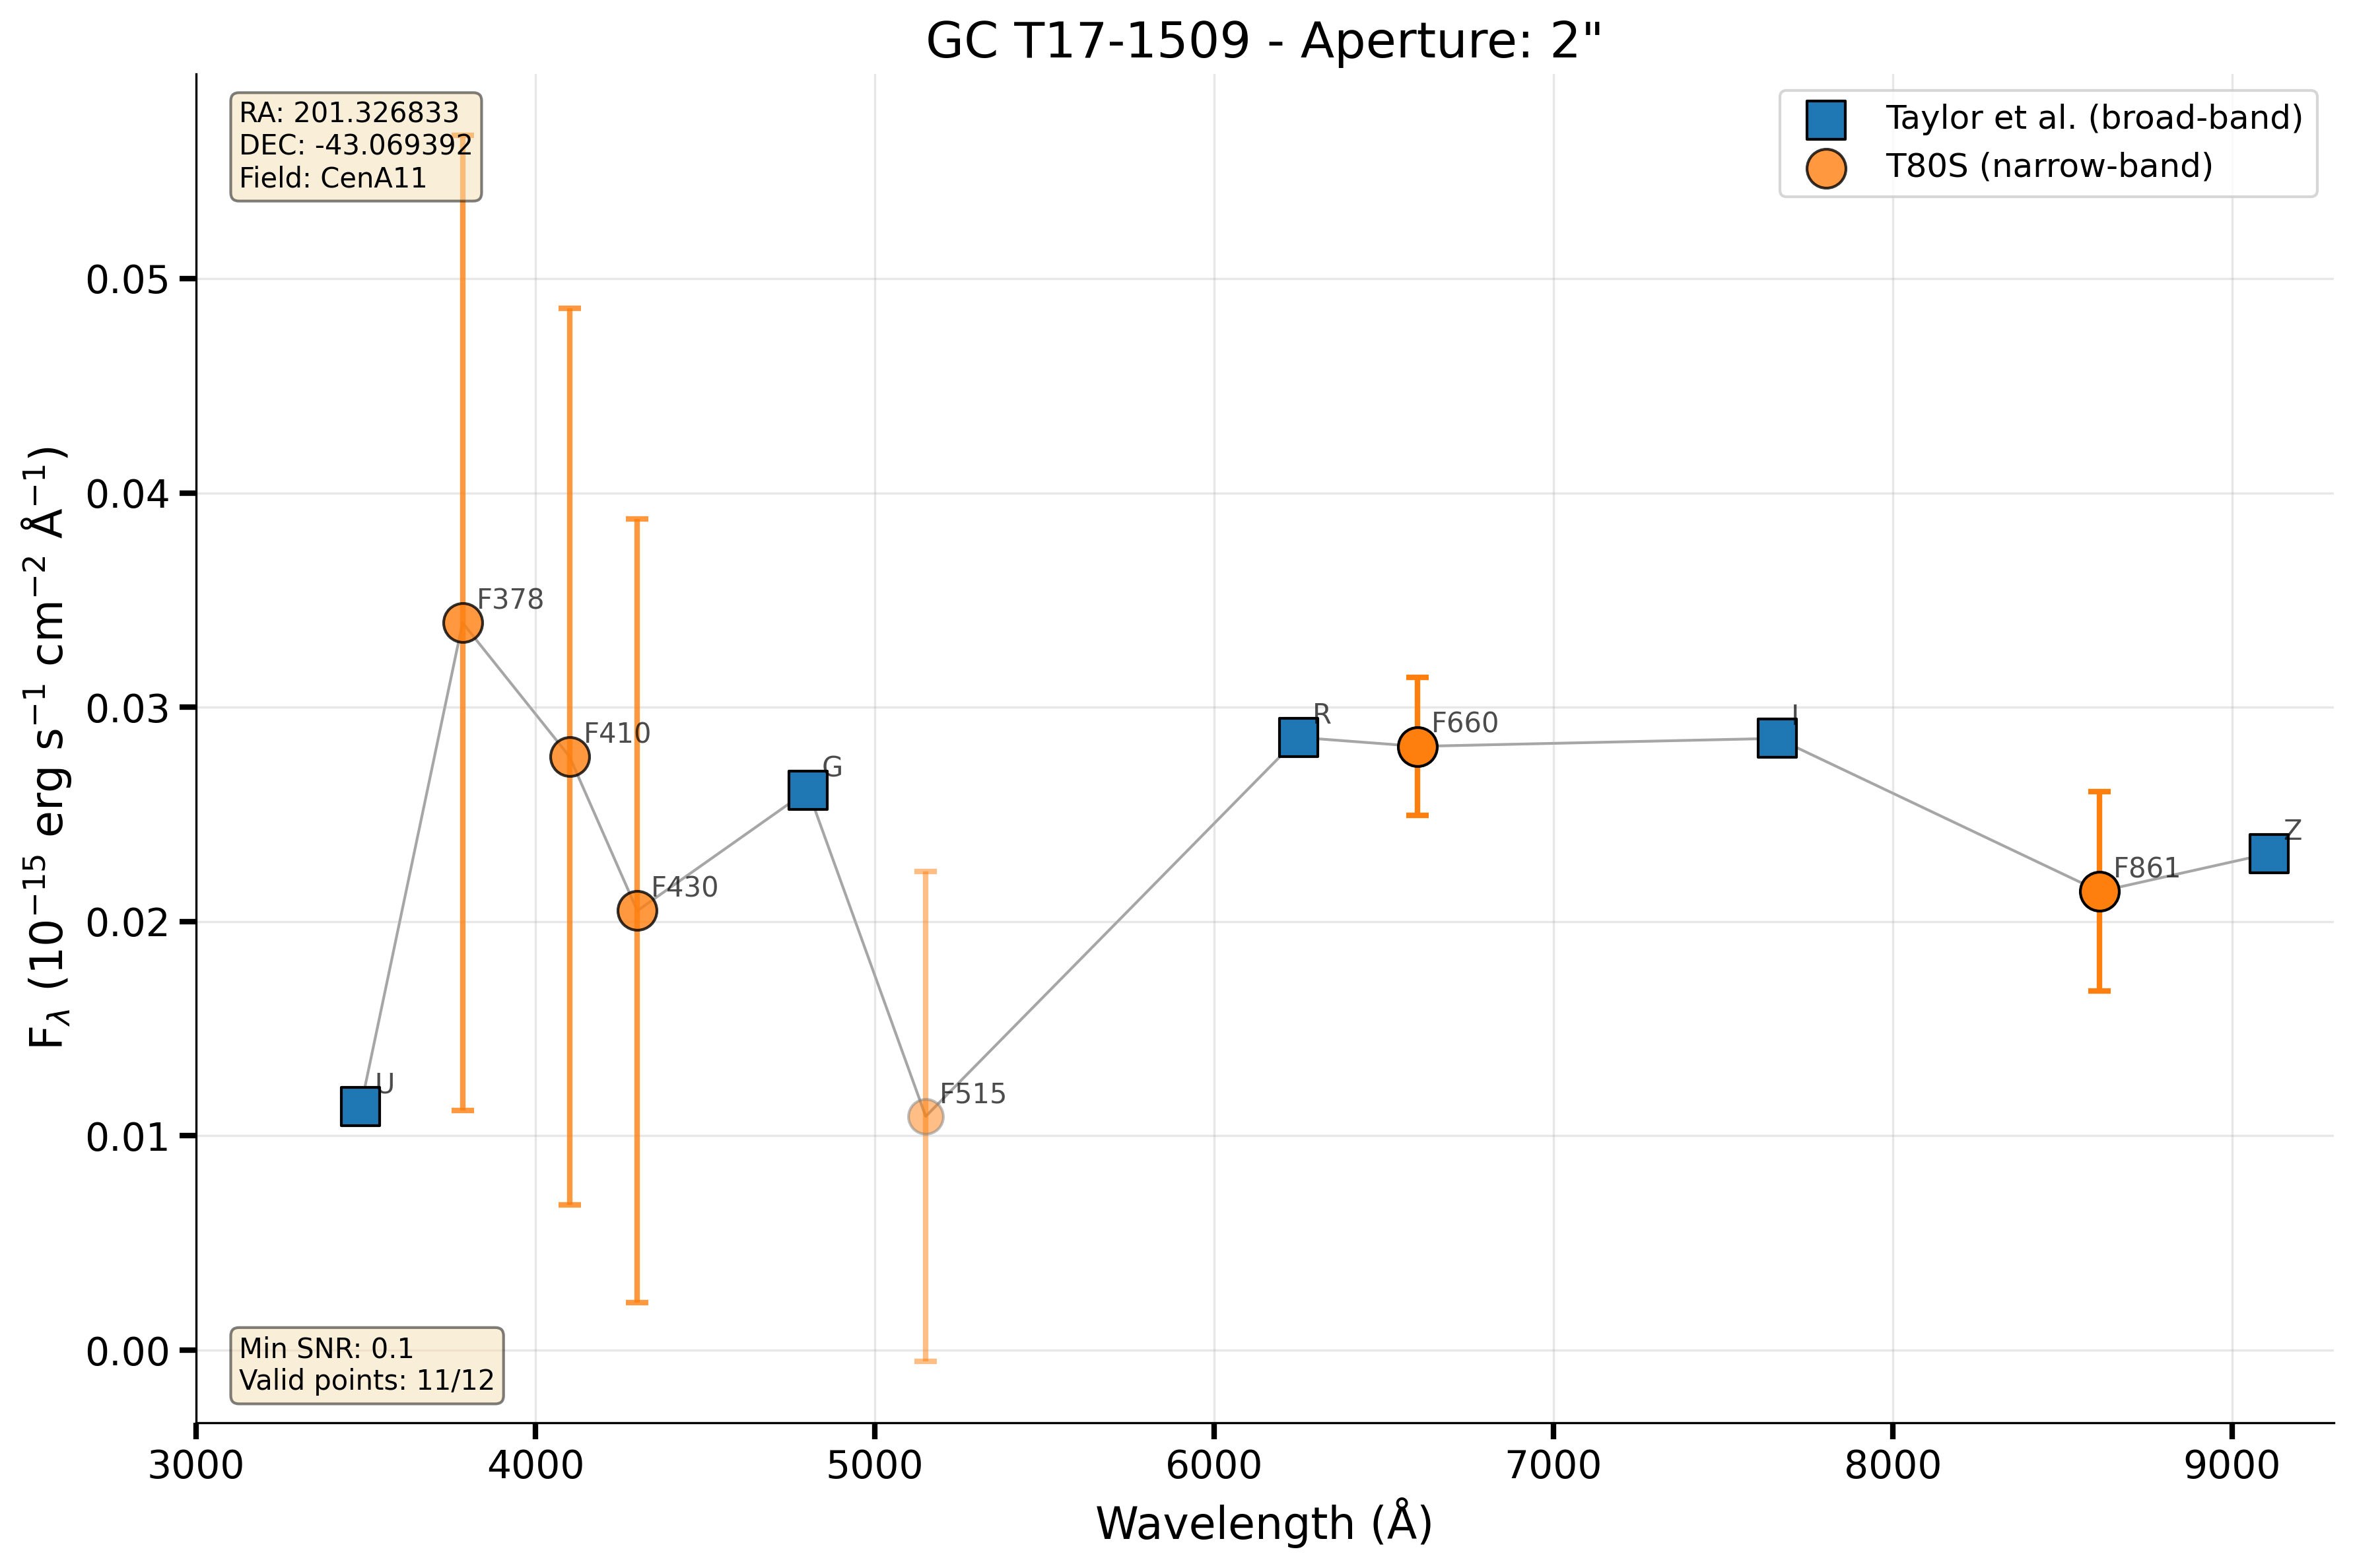 GC T17-1509 - Aperture: 2"
RA: 201.326833
DEC: -43.069392
Field: CenA11
Taylor et al. (broad-band)
T80S (narrow-band)
0.05
0.04
0.03
0.02
0.01
0.00
F_λ (10⁻¹⁵ erg s⁻¹ cm⁻² Å⁻¹)
U
F378
F410
F430
G
F515
R
F660
I
F861
Z
Min SNR: 0.1
Valid points: 11/12
3000 4000 5000 6000 7000 8000 9000
Wavelength (Å)